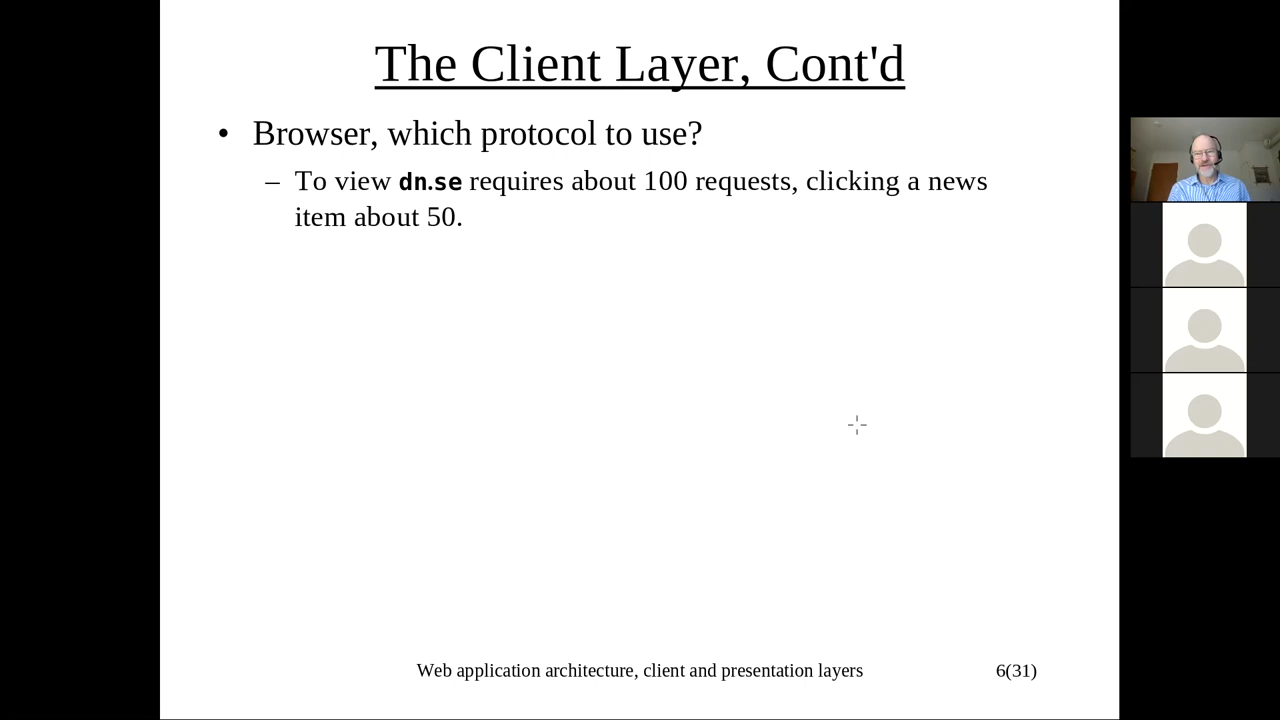 The Client Layer, Cont'd
• Browser, which protocol to use?
– To view dn.se requires about 100 requests, clicking a news
item about 50.
Web application architecture, client and presentation layers
6(31)